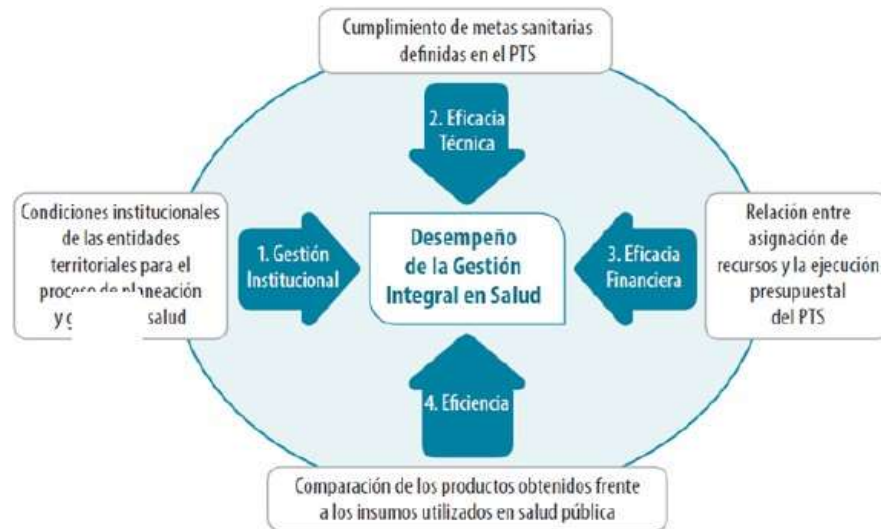 Cumplimiento de metas sanitarias
definidas en el PTS
2. Eficacia
Técnica
Condiciones institucionales
de las entidades
territoriales para el
proceso de planeación
y salud
1. Gestión
Institucional
Desempeño
de la Gestión
Integral en Salud
3. Eficacia
Financiera
Relación entre
asignación de
recursos y la ejecución
presupuestal
del PTS
4. Eficiencia
Comparación de los productos obtenidos frente
a los insumos utilizados en salud pública